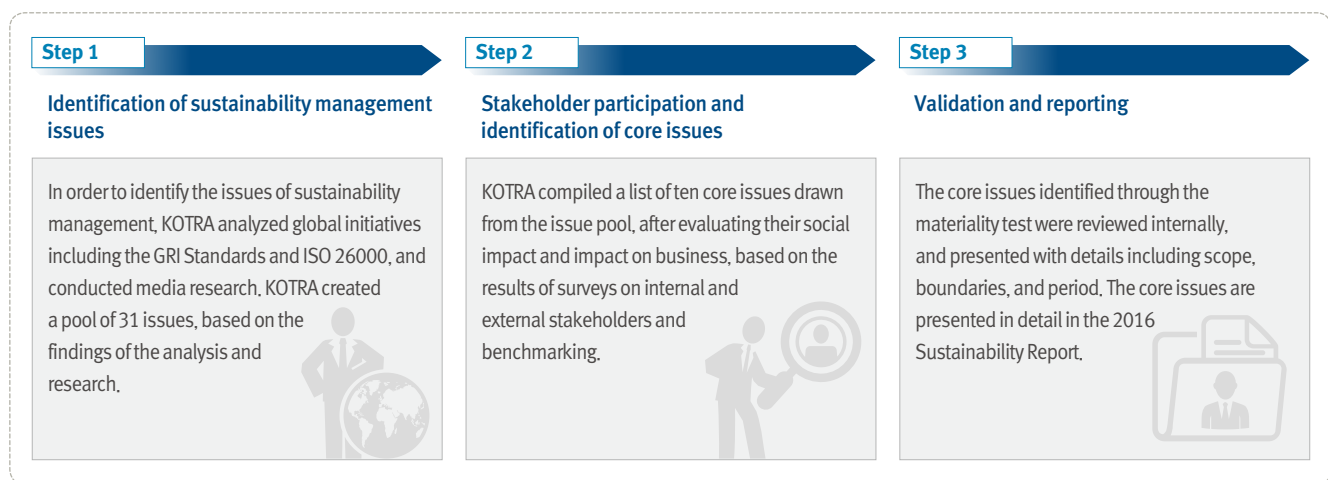 Step 1
Identification of sustainability management
issues
In order to identify the issues of sustainability
management, KOTRA analyzed global initiatives
including the GRI Standards and ISO 26000, and
conducted media research. KOTRA created
a pool of 31 issues, based on the
findings of the analysis and
research.
Step 2
Stakeholder participation and
identification of core issues
KOTRA compiled a list of ten core issues drawn
from the issue pool, after evaluating their social
impact and impact on business, based on the
results of surveys on internal and
external stakeholders and
benchmarking.
Step 3
Validation and reporting
The core issues identified through the
materiality test were reviewed internally,
and presented with details including scope,
boundaries, and period. The core issues are
presented in detail in the 2016
Sustainability Report.